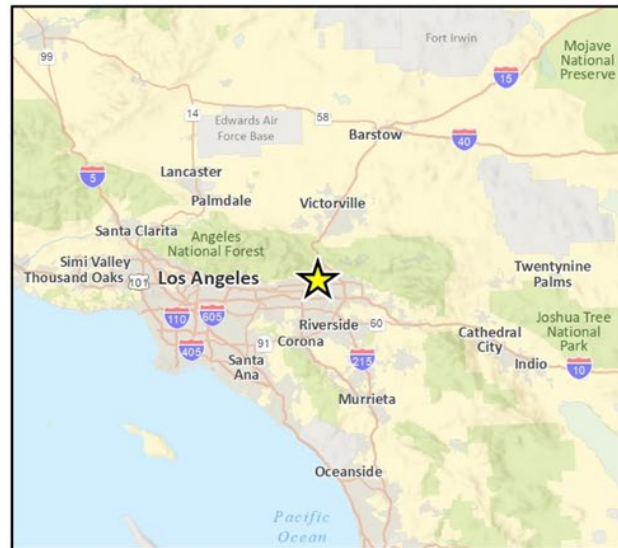 Fort Irwin
Mojave
National
Preserve
99
15
14
58
Edwards Air
Force Base
Barstow
40
5
Lancaster
Palmdale
Victorville
Santa Clarita
Angeles
National Forest
Simi Valley
Thousand Oaks
101
Los Angeles
Twentynine
Palms
110
605
Riverside
60
Joshua Tree
National
Park
Corona
Cathedral
City
405
91
215
Indio
10
Santa
Ana
Murrieta
Oceanside
Pacific
Ocean